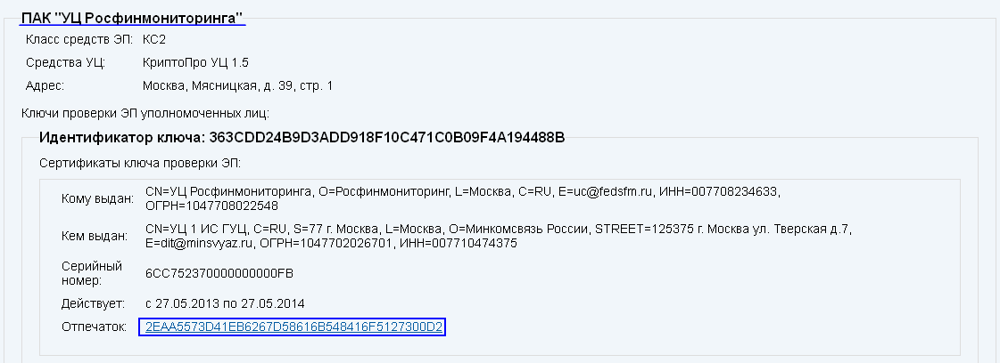 ПАК "УЦ Росфинмониторинга"
Класс средств ЭП: КС2
Средства УЦ: КриптоПро УЦ 1.5
Адрес: Москва, Мясницкая, д. 39, стр. 1
Ключи проверки ЭП уполномоченных лиц:
Идентификатор ключа: 363CDD24B9D3ADD918F10C471C0B09F4A194488B
Сертификаты ключа проверки ЭП:
Кому выдан: CN=УЦ Росфинмониторинга, O=Росфинмониторинг, L=Москва, C=RU, E=uc@fedsfm.ru, ИНН=007708234633,
ОГРН=1047708022548
Кем выдан: CN=УЦ 1 ИС ГУЦ, C=RU, S=77 г. Москва, L=Москва, O=Минкомсвязь России, STREET=125375 г. Москва ул. Тверская д.7,
E=dit@minsvyaz.ru, ОГРН=1047702026701, ИНН=007710474375
Серийный
номер: 6CC752370000000000FB
Действует: с 27.05.2013 по 27.05.2014
Отпечаток: 2EAA5573D41EB6267D58616B548416F5127300D2